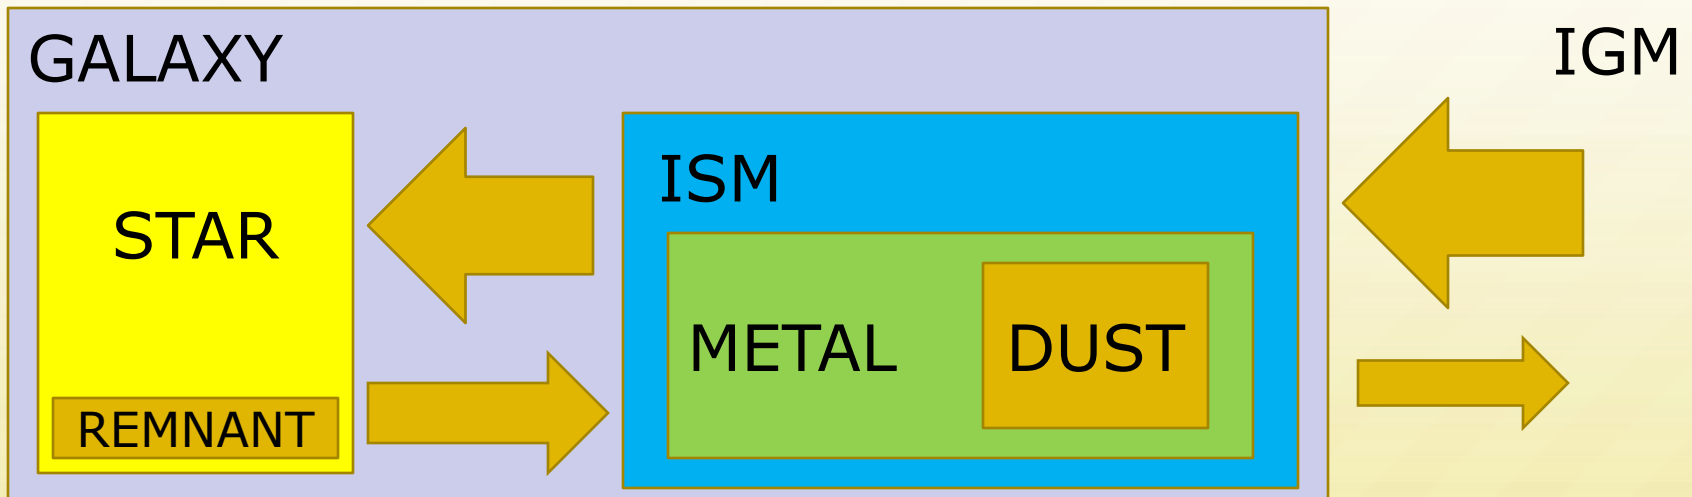 GALAXY
IGM
STAR
REMNANT
ISM
METAL
DUST